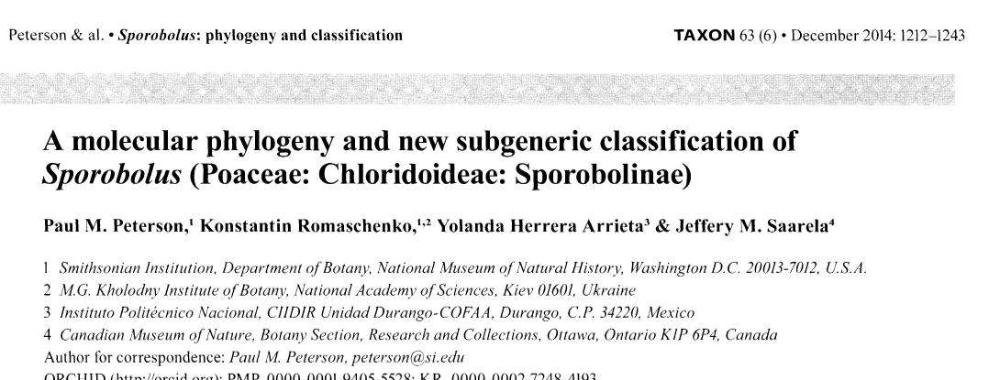 Peterson & al. • Sporobolus: phylogeny and classification
TAXON 63 (6) • December 2014: 1212–1243
A molecular phylogeny and new subgeneric classification of
Sporobolus (Poaceae: Chloridoideae: Sporobolinae)
Paul M. Peterson,¹ Konstantin Romaschenko,¹,² Yolanda Herrera Arrieta³ & Jeffery M. Saarela⁴
1 Smithsonian Institution, Department of Botany, National Museum of Natural History, Washington D.C. 20013-7012, U.S.A.
2 M.G. Kholodny Institute of Botany, National Academy of Sciences, Kiev 01601, Ukraine
3 Instituto Politécnico Nacional, CIIDIR Unidad Durango-COFAA, Durango, C.P. 34220, Mexico
4 Canadian Museum of Nature, Botany Section, Research and Collections, Ottawa, Ontario K1P 6P4, Canada
Author for correspondence: Paul M. Peterson, peterson@si.edu
ORCHID (http://orcid.org): PMP, 0000-0001-9405-5528; KR, 0000-0002-7248-4193